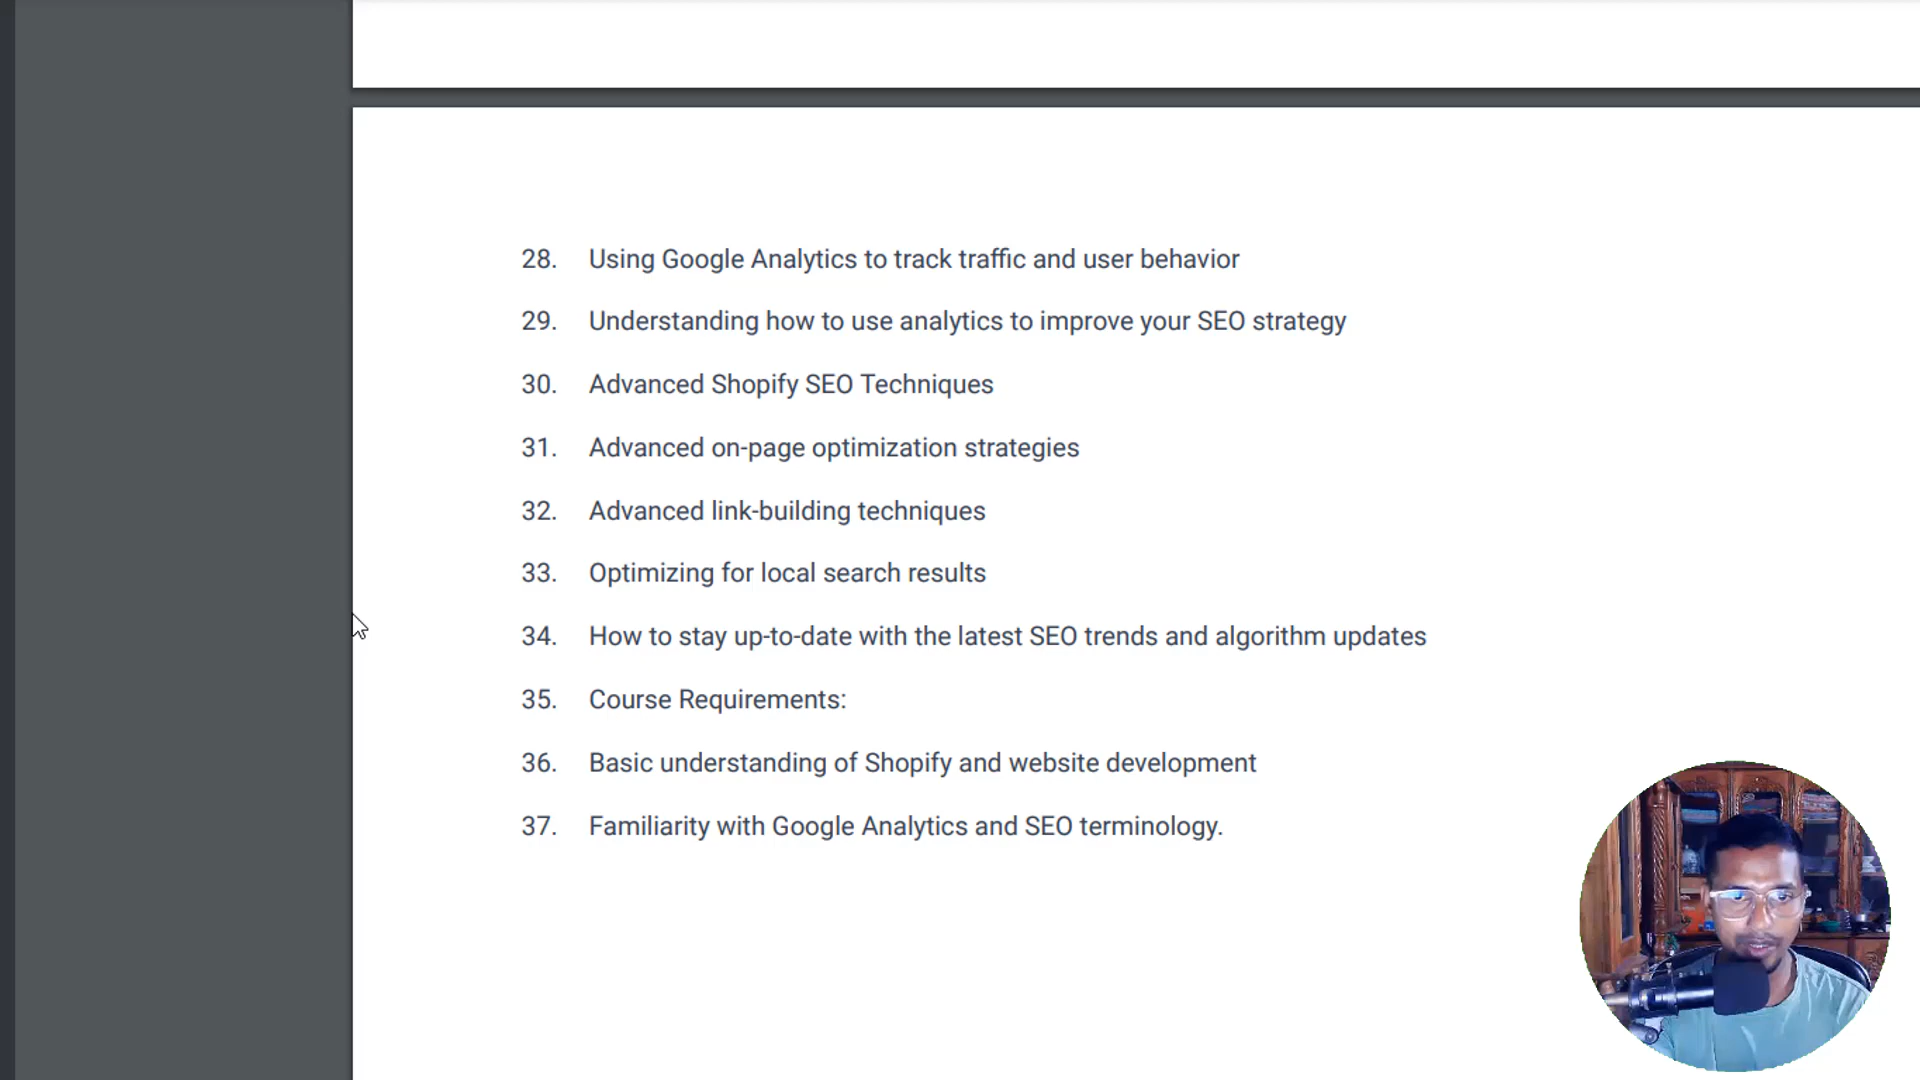 28. Using Google Analytics to track traffic and user behavior
29. Understanding how to use analytics to improve your SEO strategy
30. Advanced Shopify SEO Techniques
31. Advanced on-page optimization strategies
32. Advanced link-building techniques
33. Optimizing for local search results
34. How to stay up-to-date with the latest SEO trends and algorithm updates
35. Course Requirements:
36. Basic understanding of Shopify and website development
37. Familiarity with Google Analytics and SEO terminology.